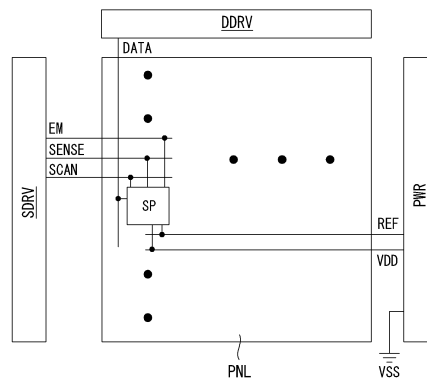 DDRV
DATA
EM
SENSE
SCAN
SDRV
SP
PWR
REF
VDD
PNL
VSS